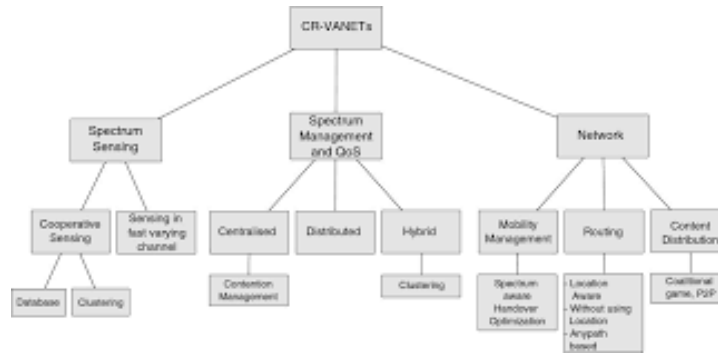 CR-VANETs
Spectrum
Sensing
Spectrum
Management
and QoS
Network
Cooperative
Sensing
Sensing in
fast varying
channel
Centralised
Distributed
Hybrid
Mobility
Management
Routing
Content
Distribution
Database
Clustering
Contention
Management
Clustering
Spectrum
aware
Handover
Optimization
- Location
Aware
- Without using
Location
- Anypath
based
Coalitional
game, P2P